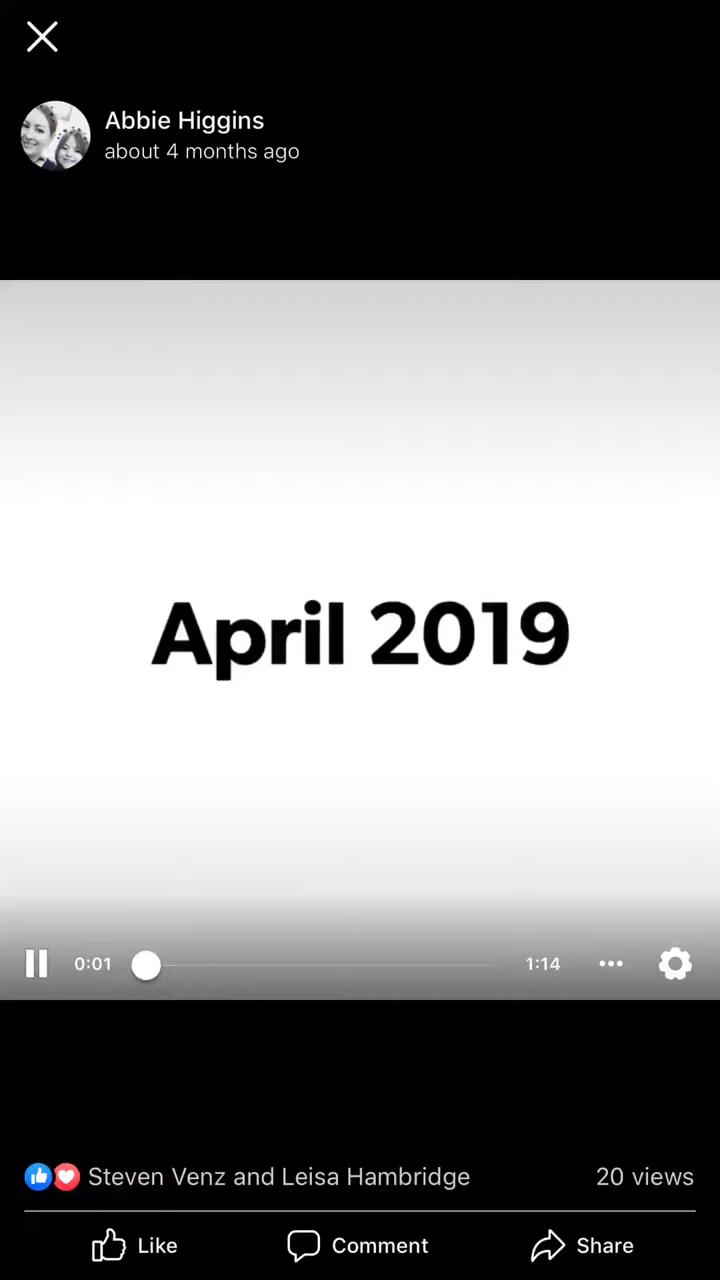 Abbie Higgins
about 4 months ago
April 2019
0:01
1:14
Steven Venz and Leisa Hambridge
20 views
Like
Comment
Share